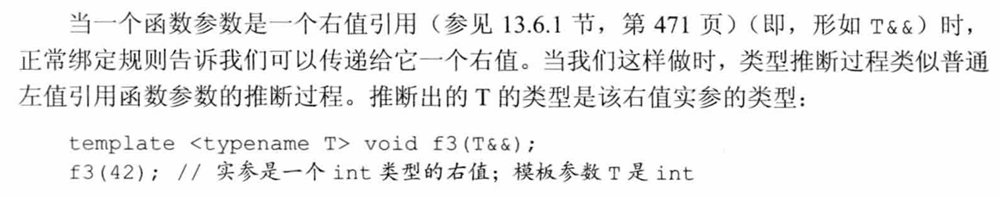 当一个函数参数是一个右值引用（参见 13.6.1 节，第 471 页）（即，形如 T&&）时，
正常绑定规则告诉我们可以传递给它一个右值。当我们这样做时，类型推断过程类似普通
左值引用函数参数的推断过程。推断出的 T 的类型是该右值实参的类型：
template <typename T> void f3(T&&);
f3(42); // 实参是一个 int 类型的右值；模板参数 T 是 int